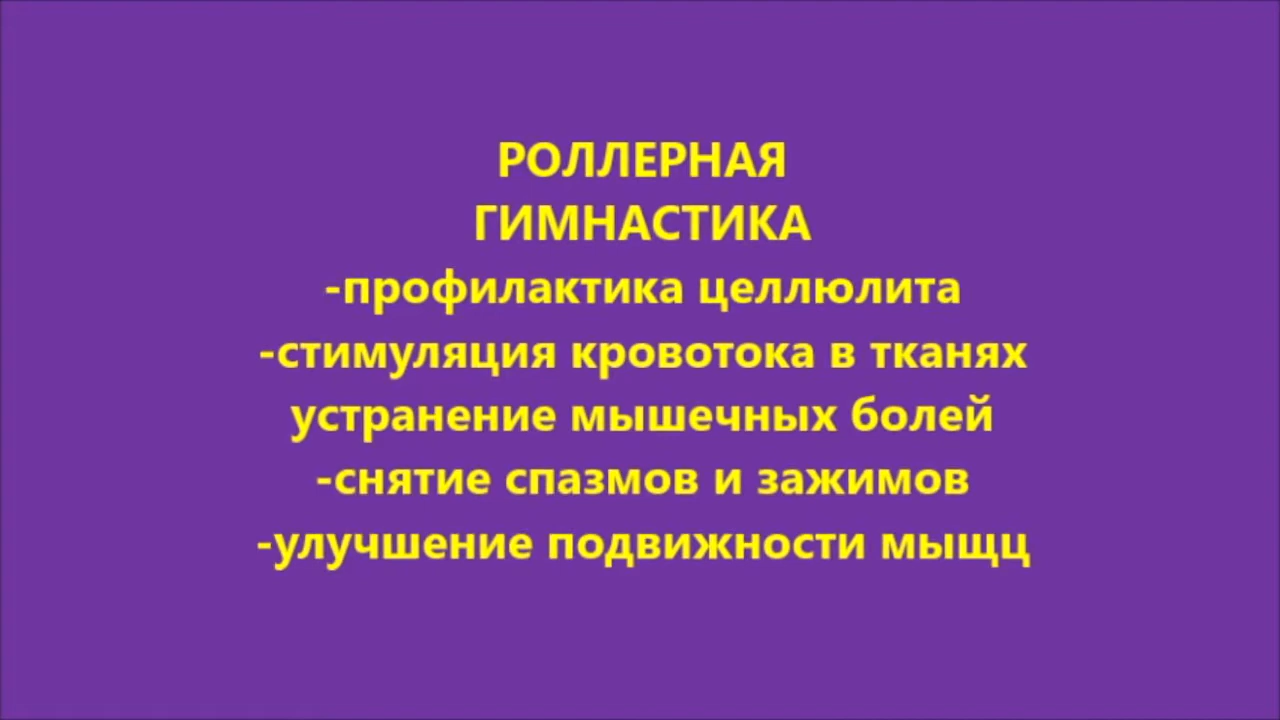 РОЛЛЕРНАЯ
ГИМНАСТИКА
-профилактика целлюлита
-стимуляция кровотока в тканях
устранение мышечных болей
-снятие спазмов и зажимов
-улучшение подвижности мыщц